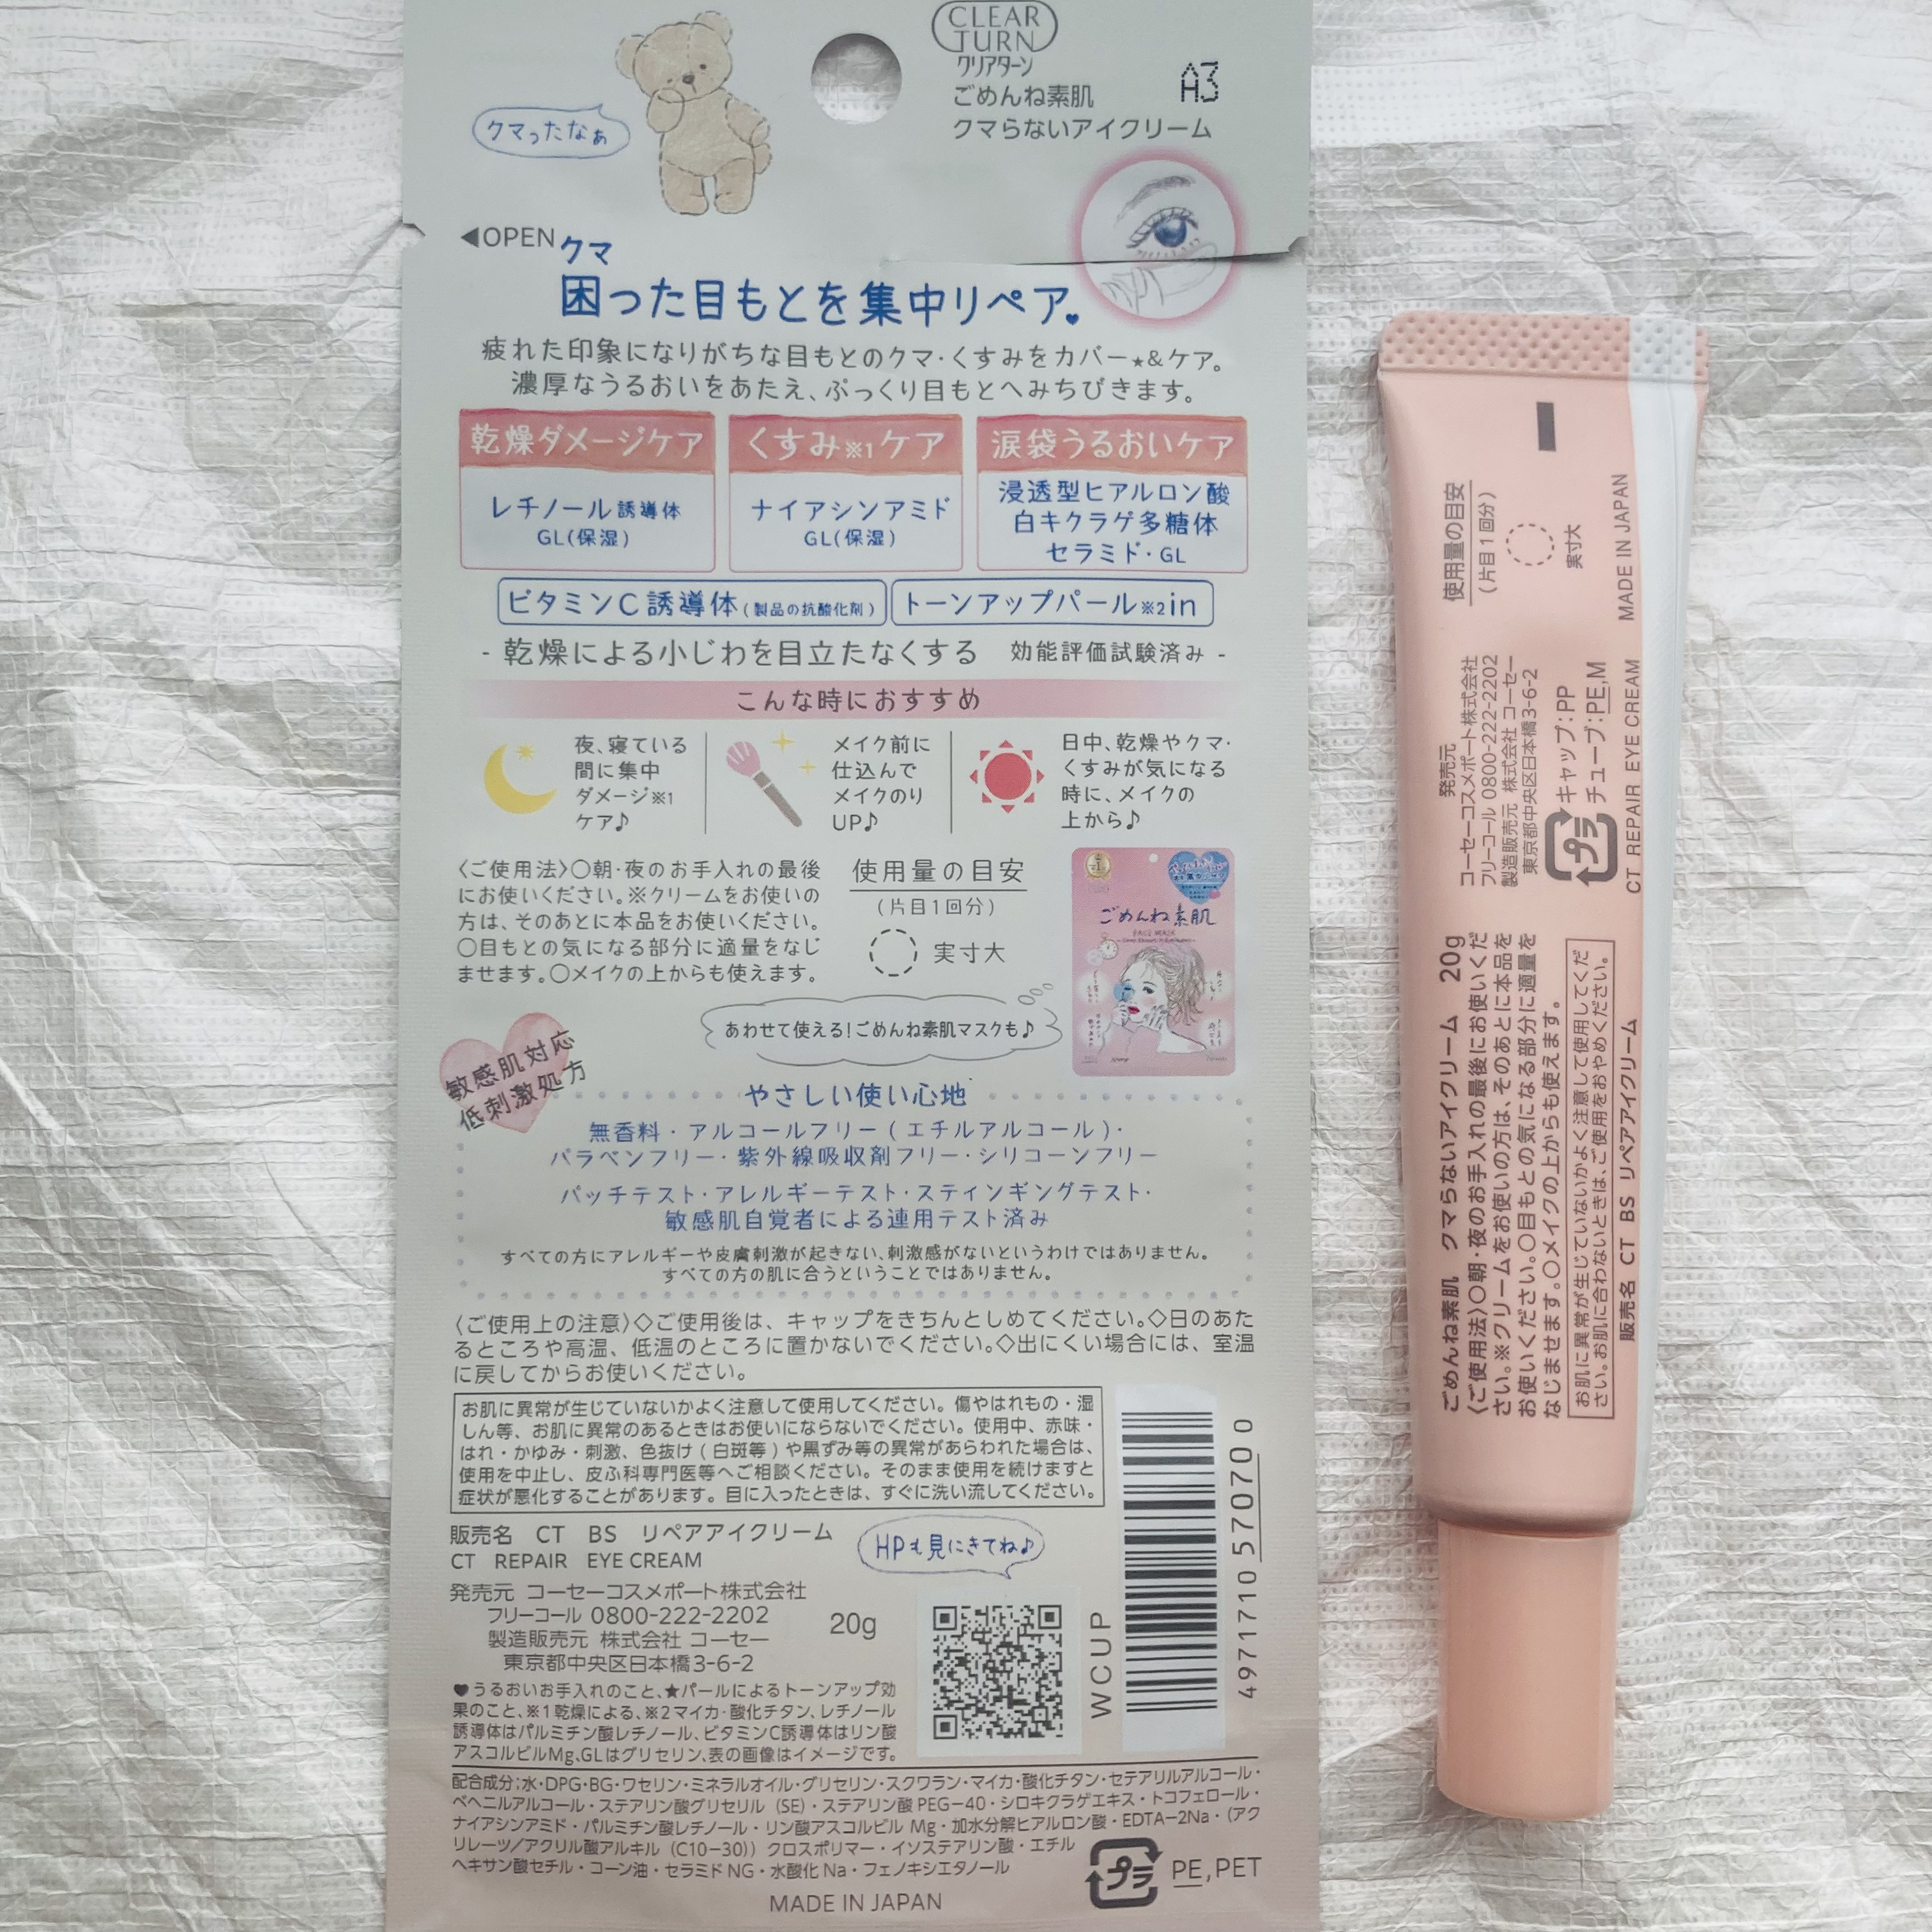 CLEAR
TURN
クリアターン
ごめんね素肌
クマらないアイクリーム
A3
クマったなぁ
◀OPEN
クマ
困った目もとを集中リペア♥
疲れた印象になりがちな目もとのクマ・くすみをカバー★&ケア。
濃厚なうるおいをあたえ、ぷっくり目もとへみちびきます。
乾燥ダメージケア
レチノール誘導体
GL(保湿)
くすみ※1ケア
ナイアシンアミド
GL(保湿)
涙袋うるおいケア
浸透型ヒアルロン酸
白キクラゲ多糖体
セラミド・GL
ビタミンC誘導体(製品の抗酸化剤)
トーンアップパール※2in
- 乾燥による小じわを目立たなくする 効能評価試験済み -
こんな時におすすめ
夜、寝ている
間に集中
ダメージ※1
ケア♪
メイク前に
仕込んで
メイクのり
UP♪
日中、乾燥やクマ・
くすみが気になる
時に、メイクの
上から♪
〈ご使用法〉○朝・夜のお手入れの最後
にお使いください。※クリームをお使いの
方は、そのあとに本品をお使いください。
○目もとの気になる部分に適量をなじ
ませます。○メイクの上からも使えます。
使用量の目安
(片目1回分)
実寸大
ごめんね素肌
FACE MASK
あわせて使える!ごめんね素肌マスクも♪
敏感肌対応
低刺激処方
やさしい使い心地
無香料・アルコールフリー(エチルアルコール)・
パラベンフリー・紫外線吸収剤フリー・シリコーンフリー
パッチテスト・アレルギーテスト・スティンギングテスト・
敏感肌自覚者による連用テスト済み
すべての方にアレルギーや皮膚刺激が起きない、刺激感がないというわけではありません。
すべての方の肌に合うということではありません。
〈ご使用上の注意〉◇ご使用後は、キャップをきちんとしめてください。◇日のあた
るところや高温、低温のところに置かないでください。◇出にくい場合には、室温
に戻してからお使いください。
お肌に異常が生じていないかよく注意して使用してください。傷やはれもの・湿
しん等、お肌に異常のあるときはお使いにならないでください。使用中、赤味・
はれ・かゆみ・刺激、色抜け(白斑等)や黒ずみ等の異常があらわれた場合は、
使用を中止し、皮ふ科専門医等へご相談ください。そのまま使用を続けますと
症状が悪化することがあります。目に入ったときは、すぐに洗い流してください。
販売名 CT BS リペアアイクリーム
CT REPAIR EYE CREAM
HPも見にきてね♪
発売元 コーセーコスメポート株式会社
フリーコール 0800-222-2202
製造販売元 株式会社 コーセー
東京都中央区日本橋3-6-2
20g
WCUP
4971710570700
♥うるおいお手入れのこと、★パールによるトーンアップ効
果のこと、※1乾燥による、※2マイカ・酸化チタン、レチノール
誘導体はパルミチン酸レチノール、ビタミンC誘導体はリン酸
アスコルビルMg、GLはグリセリン、表の画像はイメージです。
配合成分:水・DPG・BG・ワセリン・ミネラルオイル・グリセリン・スクワラン・マイカ・酸化チタン・セテアリルアルコール・
ベヘニルアルコール・ステアリン酸グリセリル(SE)・ステアリン酸PEG-40・シロキクラゲエキス・トコフェロール・
ナイアシンアミド・パルミチン酸レチノール・リン酸アスコルビル Mg・加水分解ヒアルロン酸・EDTA-2Na・(アク
リレーツ/アクリル酸アルキル(C10-30))クロスポリマー・イソステアリン酸・エチル
ヘキサン酸セチル・コーン油・セラミドNG・水酸化Na・フェノキシエタノール
プラ
PE,PET
MADE IN JAPAN
ごめんね素肌 クマらないアイクリーム 20g
〈ご使用法〉○朝・夜のお手入れの最後にお使いくだ
さい。※クリームをお使いの方は、そのあとに本品を
お使いください。○目もとの気になる部分に適量を
なじませます。○メイクの上からも使えます。
お肌に異常が生じていないかよく注意して使用してくだ
さい。お肌に合わないときは、ご使用をおやめください。
販売名 CT BS リペアアイクリーム
発売元
コーセーコスメポート株式会社
フリーコール 0800-222-2202
製造販売元 株式会社 コーセー
東京都中央区日本橋3-6-2
プラ
キャップ:PP
チューブ:PE,M
CT REPAIR EYE CREAM
使用量の目安
(片目1回分)
実寸大
MADE IN JAPAN